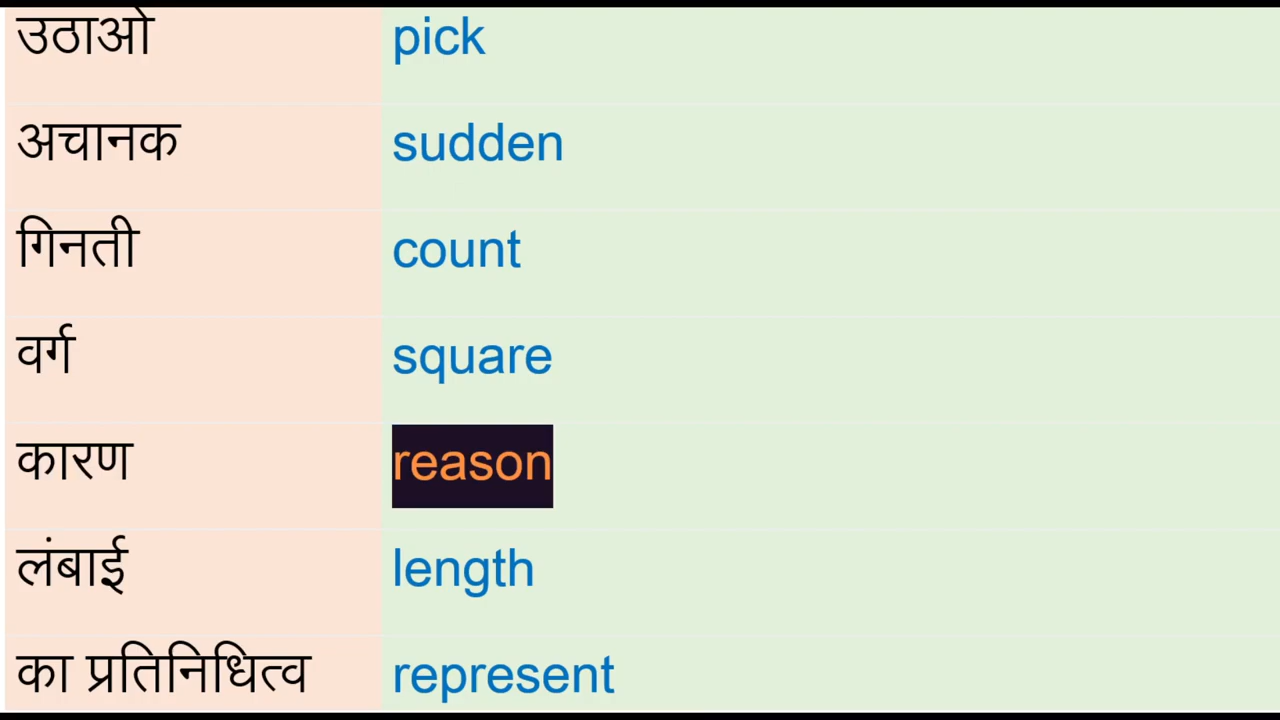 उठाओ pick
अचानक sudden
गिनती count
वर्ग square
कारण reason
लंबाई length
का प्रतिनिधित्व represent